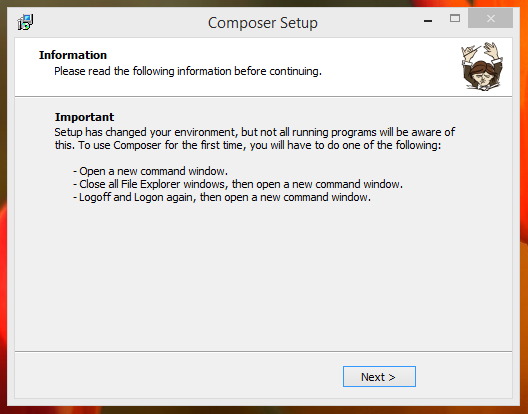 Composer Setup
Information
Please read the following information before continuing.
Important
Setup has changed your environment, but not all running programs will be aware of
this. To use Composer for the first time, you will have to do one of the following:
- Open a new command window.
- Close all File Explorer windows, then open a new command window.
- Logoff and Logon again, then open a new command window.
Next >